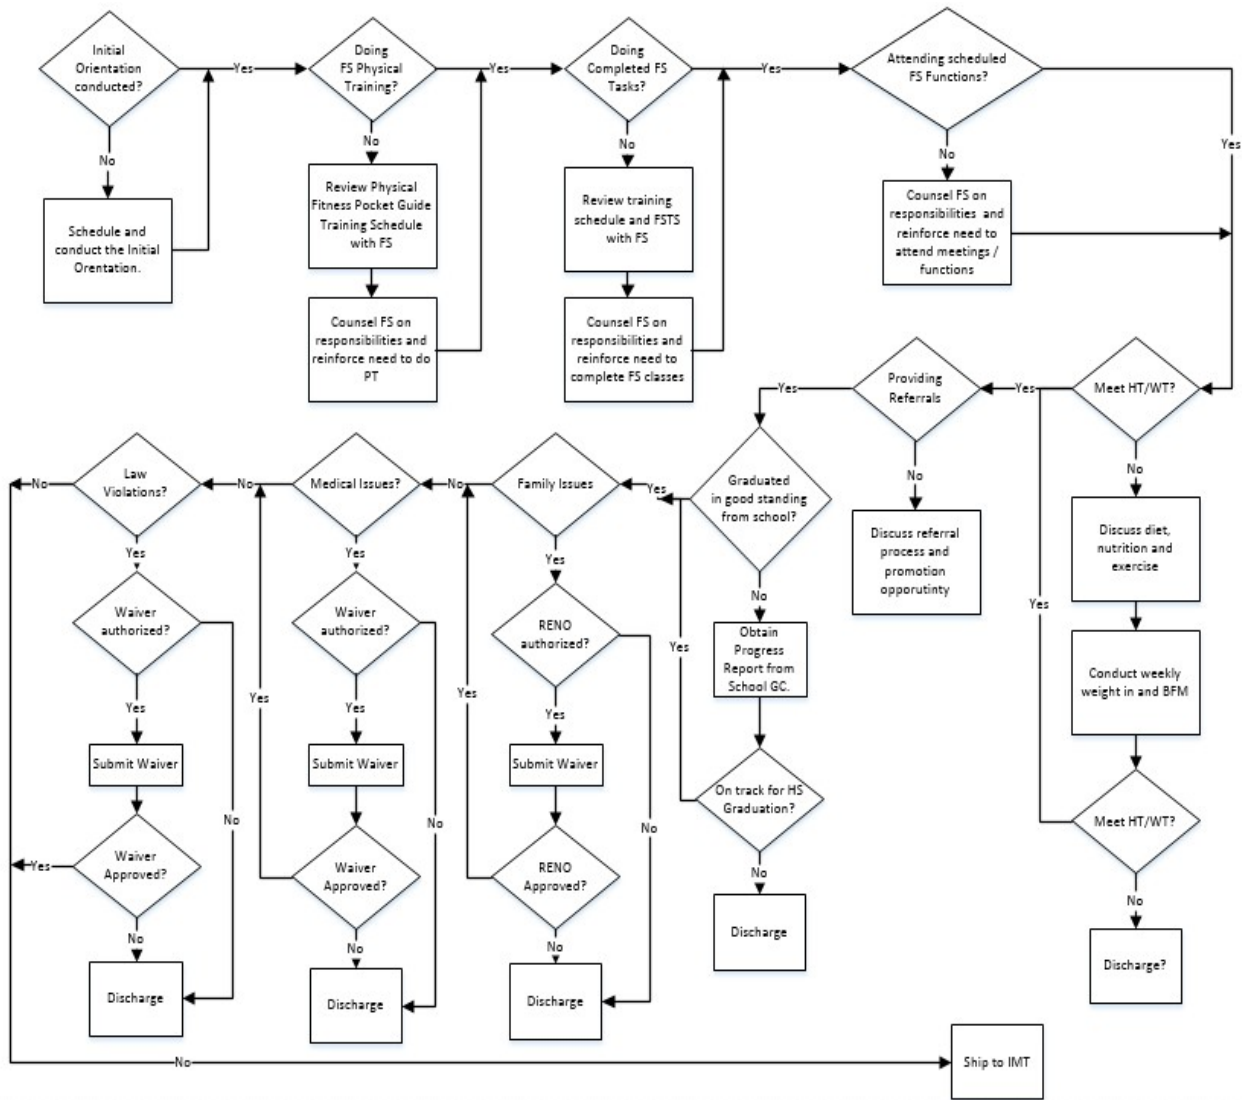 Initial
Orientation
conducted?
Yes
No
Schedule and
conduct the Initial
Orentation.
Doing
FS Physical
Training?
Yes
No
Review Physical
Fitness Pocket Guide
Training Schedule
with FS
Counsel FS on
responsibilities and
reinforce need to do
PT
Doing
Completed FS
Tasks?
Yes
No
Review training
schedule and FSTS
with FS
Counsel FS on
responsibilities and
reinforce need to
complete FS classes
Attending scheduled
FS Functions?
Yes
No
Counsel FS on
responsibilities and
reinforce need to
attend meetings /
functions
Meet HT/WT?
Yes
No
Discuss diet,
nutrition and
exercise
Conduct weekly
weight in and BFM
Meet HT/WT?
Yes
No
Discharge?
Providing
Referrals
Yes
No
Discuss referral
process and
promotion
opporutinty
Graduated
in good standing
from school?
Yes
No
Obtain
Progress
Report from
School GC.
On track for HS
Graduation?
Yes
No
Discharge
Family Issues
No
Yes
RENO
authorized?
Yes
No
Submit Waiver
RENO
Approved?
Yes
No
Discharge
Medical Issues?
No
Yes
Waiver
authorized?
Yes
No
Submit Waiver
Waiver
Approved?
Yes
No
Discharge
Law
Violations?
No
Yes
Waiver
authorized?
Yes
No
Submit Waiver
Waiver
Approved?
Yes
No
Discharge
No
Ship to IMT